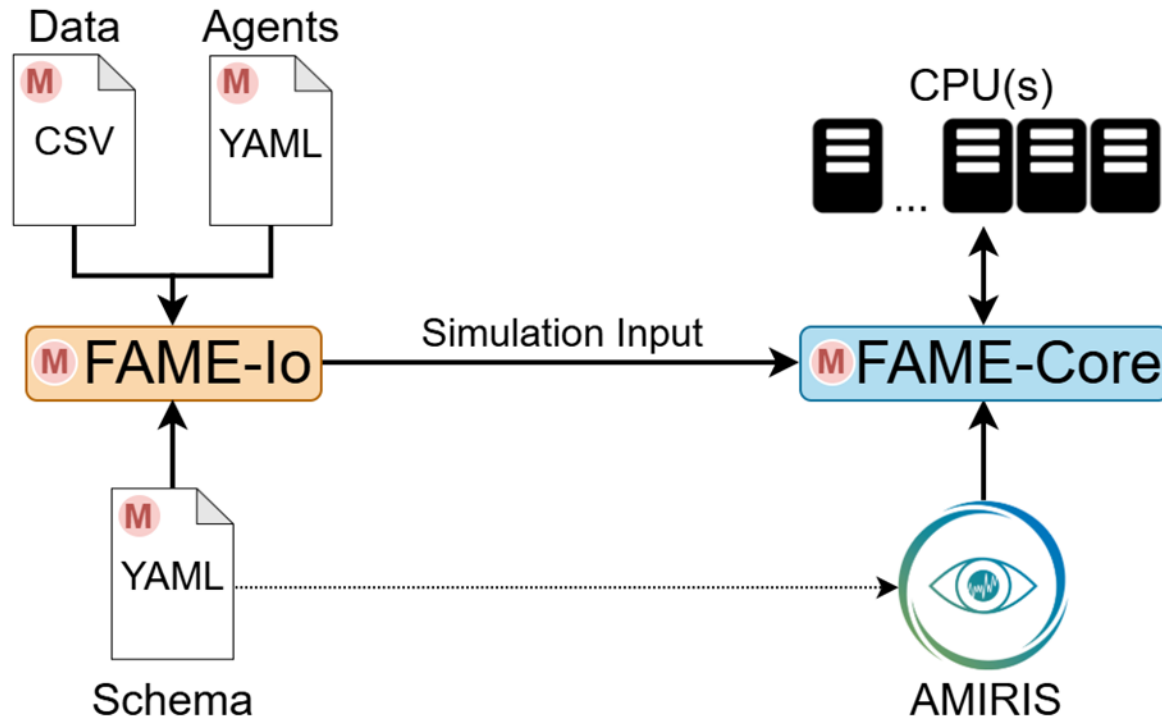 Data
Agents
M
CSV
M
YAML
CPU(s)
...
M FAME-Io
Simulation Input
M FAME-Core
M
YAML
Schema
AMIRIS